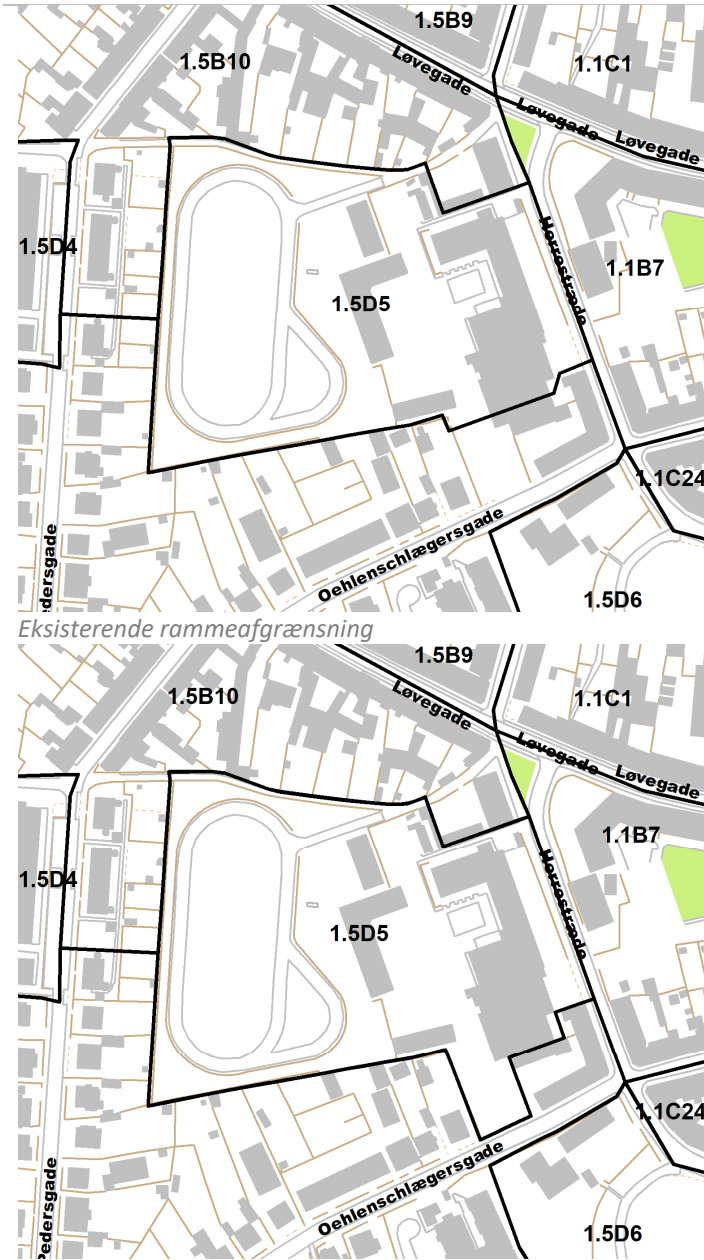 1.5B9
1.5B10
Løvegade
1.1C1
Løvegade
Løvegade
1.5D4
Herrestræde
1.1B7
1.5D5
1.1C24
Oehlenschlægersgade
edersgade
1.5D6
Eksisterende rammeafgrænsning
1.5B9
1.5B10
Løvegade
1.1C1
Løvegade
Løvegade
1.1B7
1.5D4
Herrestræde
1.5D5
1.1C24
Oehlenschlægersgade
Pedersgade
1.5D6